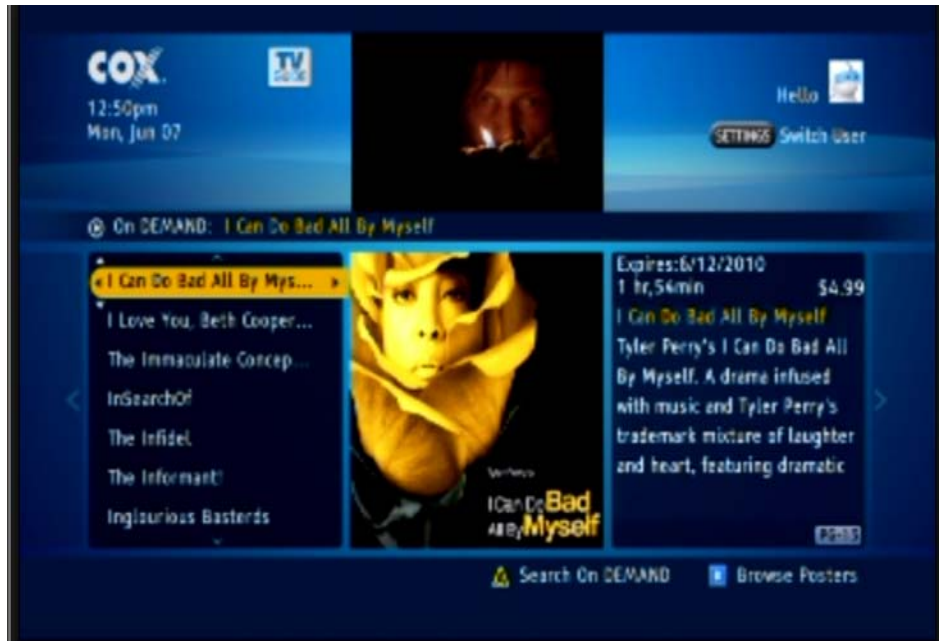 COX
TV
12:50pm
Mon, Jun 07
Hello
SETTINGS Switch User
On DEMAND: I Can Do Bad All By Myself
I Can Do Bad All By Mys...
I Love You, Beth Cooper...
The Immaculate Concep...
InSearchOf
The Infidel
The Informant!
Inglourious Basterds
I Can Do Bad
All By Myself
Expires:6/12/2010
1 hr,54min $4.99
I Can Do Bad All By Myself
Tyler Perry's I Can Do Bad All
By Myself. A drama infused
with music and Tyler Perry's
trademark mixture of laughter
and heart, featuring dramatic
PG-13
Search On DEMAND
Browse Posters